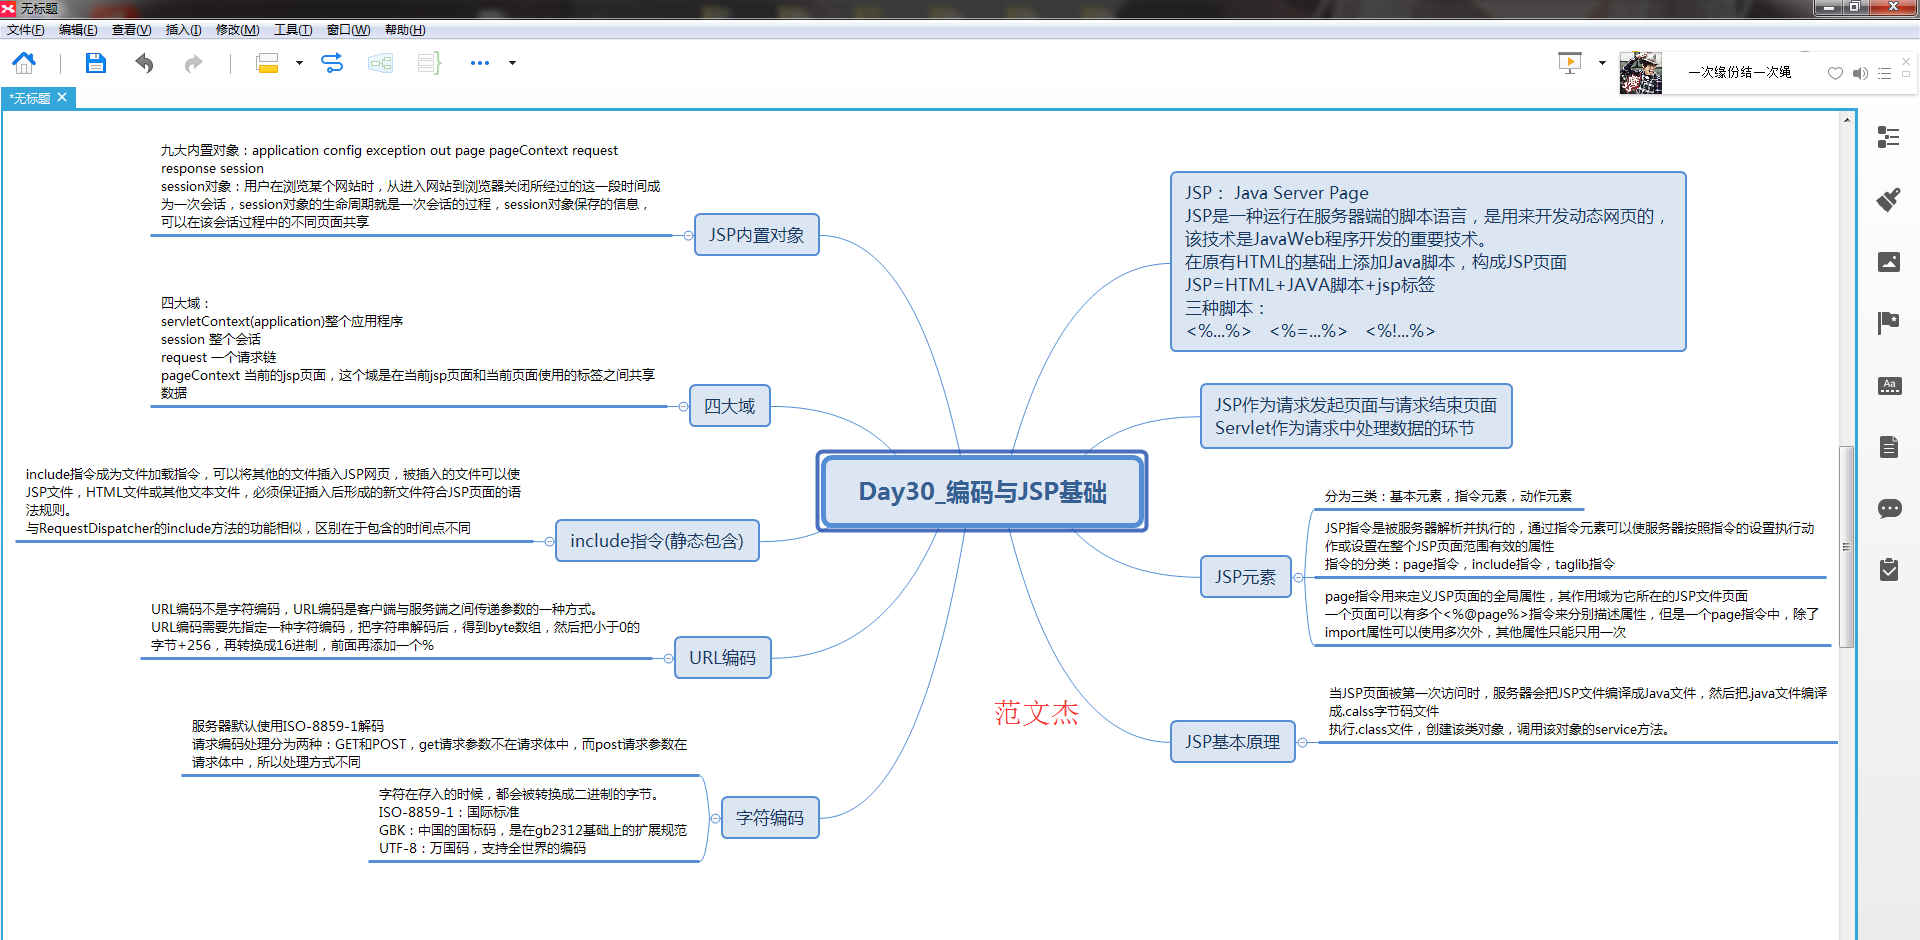 无标题
文件(F) 编辑(E) 查看(V) 插入(I) 修改(M) 工具(T) 窗口(W) 帮助(H)
一次缘份结一次绳
*无标题
九大内置对象：application config exception out page pageContext request
response session
session对象：用户在浏览某个网站时，从进入网站到浏览器关闭所经过的这一段时间成
为一次会话，session对象的生命周期就是一次会话的过程，session对象保存的信息，
可以在该会话过程中的不同页面共享
JSP内置对象
四大域：
servletContext(application)整个应用程序
session 整个会话
request 一个请求链
pageContext 当前的jsp页面，这个域是在当前jsp页面和当前页面使用的标签之间共享
数据
四大域
include指令成为文件加载指令，可以将其他的文件插入JSP网页，被插入的文件可以使
JSP文件，HTML文件或其他文本文件，必须保证插入后形成的新文件符合JSP页面的语
法规则。
与RequestDispatcher的include方法的功能相似，区别在于包含的时间点不同
include指令(静态包含)
URL编码不是字符编码，URL编码是客户端与服务端之间传递参数的一种方式。
URL编码需要先指定一种字符编码，把字符串解码后，得到byte数组，然后把小于0的
字节+256，再转换成16进制，前面再添加一个%
URL编码
服务器默认使用ISO-8859-1解码
请求编码处理分为两种：GET和POST，get请求参数不在请求体中，而post请求参数在
请求体中，所以处理方式不同
字符在存入的时候，都会被转换成二进制的字节。
ISO-8859-1：国际标准
GBK：中国的国标码，是在gb2312基础上的扩展规范
UTF-8：万国码，支持全世界的编码
字符编码
Day30_编码与JSP基础
JSP： Java Server Page
JSP是一种运行在服务器端的脚本语言，是用来开发动态网页的，
该技术是JavaWeb程序开发的重要技术。
在原有HTML的基础上添加Java脚本，构成JSP页面
JSP=HTML+JAVA脚本+jsp标签
三种脚本：
<%...%> <%=...%> <%!...%>
JSP作为请求发起页面与请求结束页面
Servlet作为请求中处理数据的环节
分为三类：基本元素，指令元素，动作元素
JSP指令是被服务器解析并执行的，通过指令元素可以使服务器按照指令的设置执行动
作或设置在整个JSP页面范围有效的属性
指令的分类：page指令，include指令，taglib指令
JSP元素
page指令用来定义JSP页面的全局属性，其作用域为它所在的JSP文件页面
一个页面可以有多个<%@page%>指令来分别描述属性，但是一个page指令中，除了
import属性可以使用多次外，其他属性只能只用一次
范文杰
当JSP页面被第一次访问时，服务器会把JSP文件编译成Java文件，然后把.java文件编译
成.calss字节码文件
执行.class文件，创建该类对象，调用该对象的service方法。
JSP基本原理
Aa